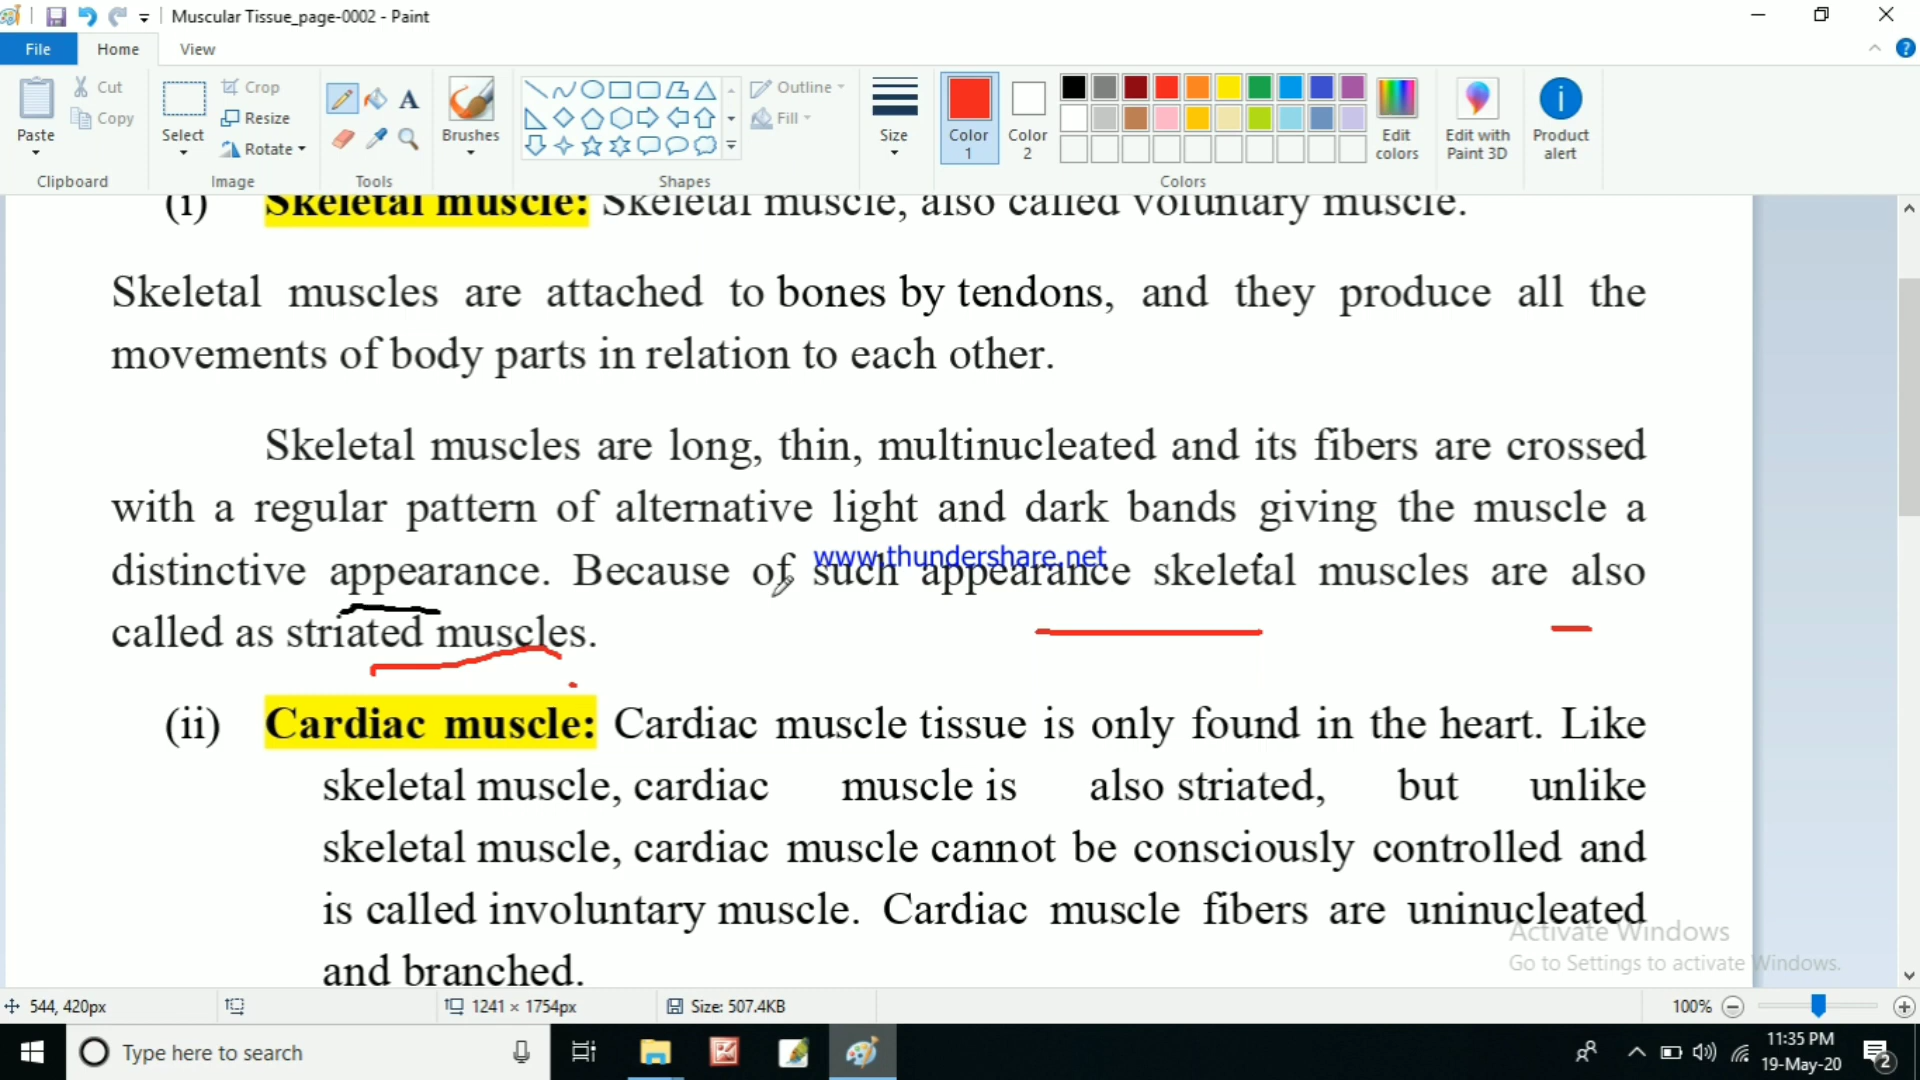 Muscular Tissue_page-0002 - Paint
File Home View
Paste
Cut
Copy
Clipboard
Select
Crop
Resize
Rotate
Image
A
Tools
Brushes
Shapes
Outline
Fill
Size
Color 1
Color 2
Colors
Edit colors
Edit with Paint 3D
Product alert
(i) Skeletal muscle: Skeletal muscle, also called voluntary muscle.
Skeletal muscles are attached to bones by tendons, and they produce all the
movements of body parts in relation to each other.
Skeletal muscles are long, thin, multinucleated and its fibers are crossed
with a regular pattern of alternative light and dark bands giving the muscle a
distinctive appearance. Because of such appearance skeletal muscles are also
www.thundershare.net
called as striated muscles.
(ii) Cardiac muscle: Cardiac muscle tissue is only found in the heart. Like
skeletal muscle, cardiac muscle is also striated, but unlike
skeletal muscle, cardiac muscle cannot be consciously controlled and
is called involuntary muscle. Cardiac muscle fibers are uninucleated
and branched.
Activate Windows
Go to Settings to activate Windows.
544, 420px 1241 × 1754px Size: 507.4KB 100%
Type here to search
11:35 PM
19-May-20
2